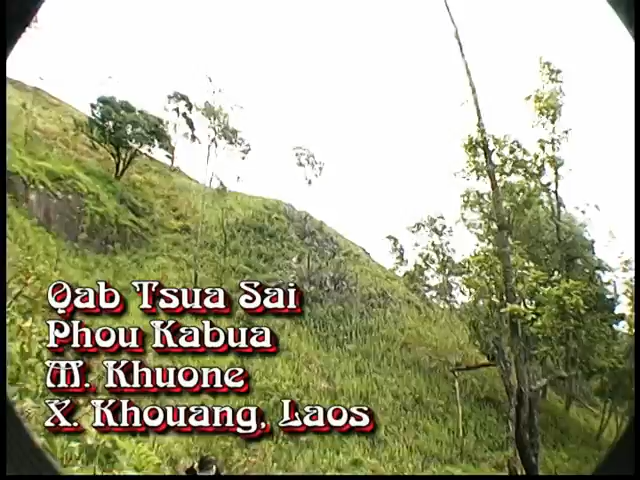 Qab Tsua Sai
Phou Kabua
M. Khuone
X. Khouang, Laos